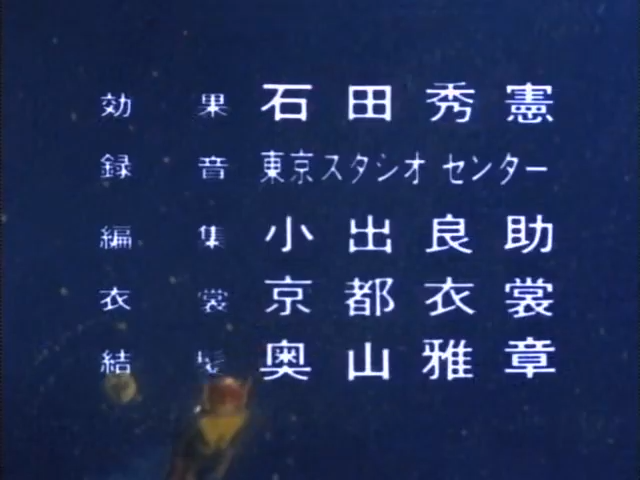 効果 石田秀憲
録音 東京スタジオ センター
編集 小出良助
衣裳 京都衣裳
結髪 奥山雅章